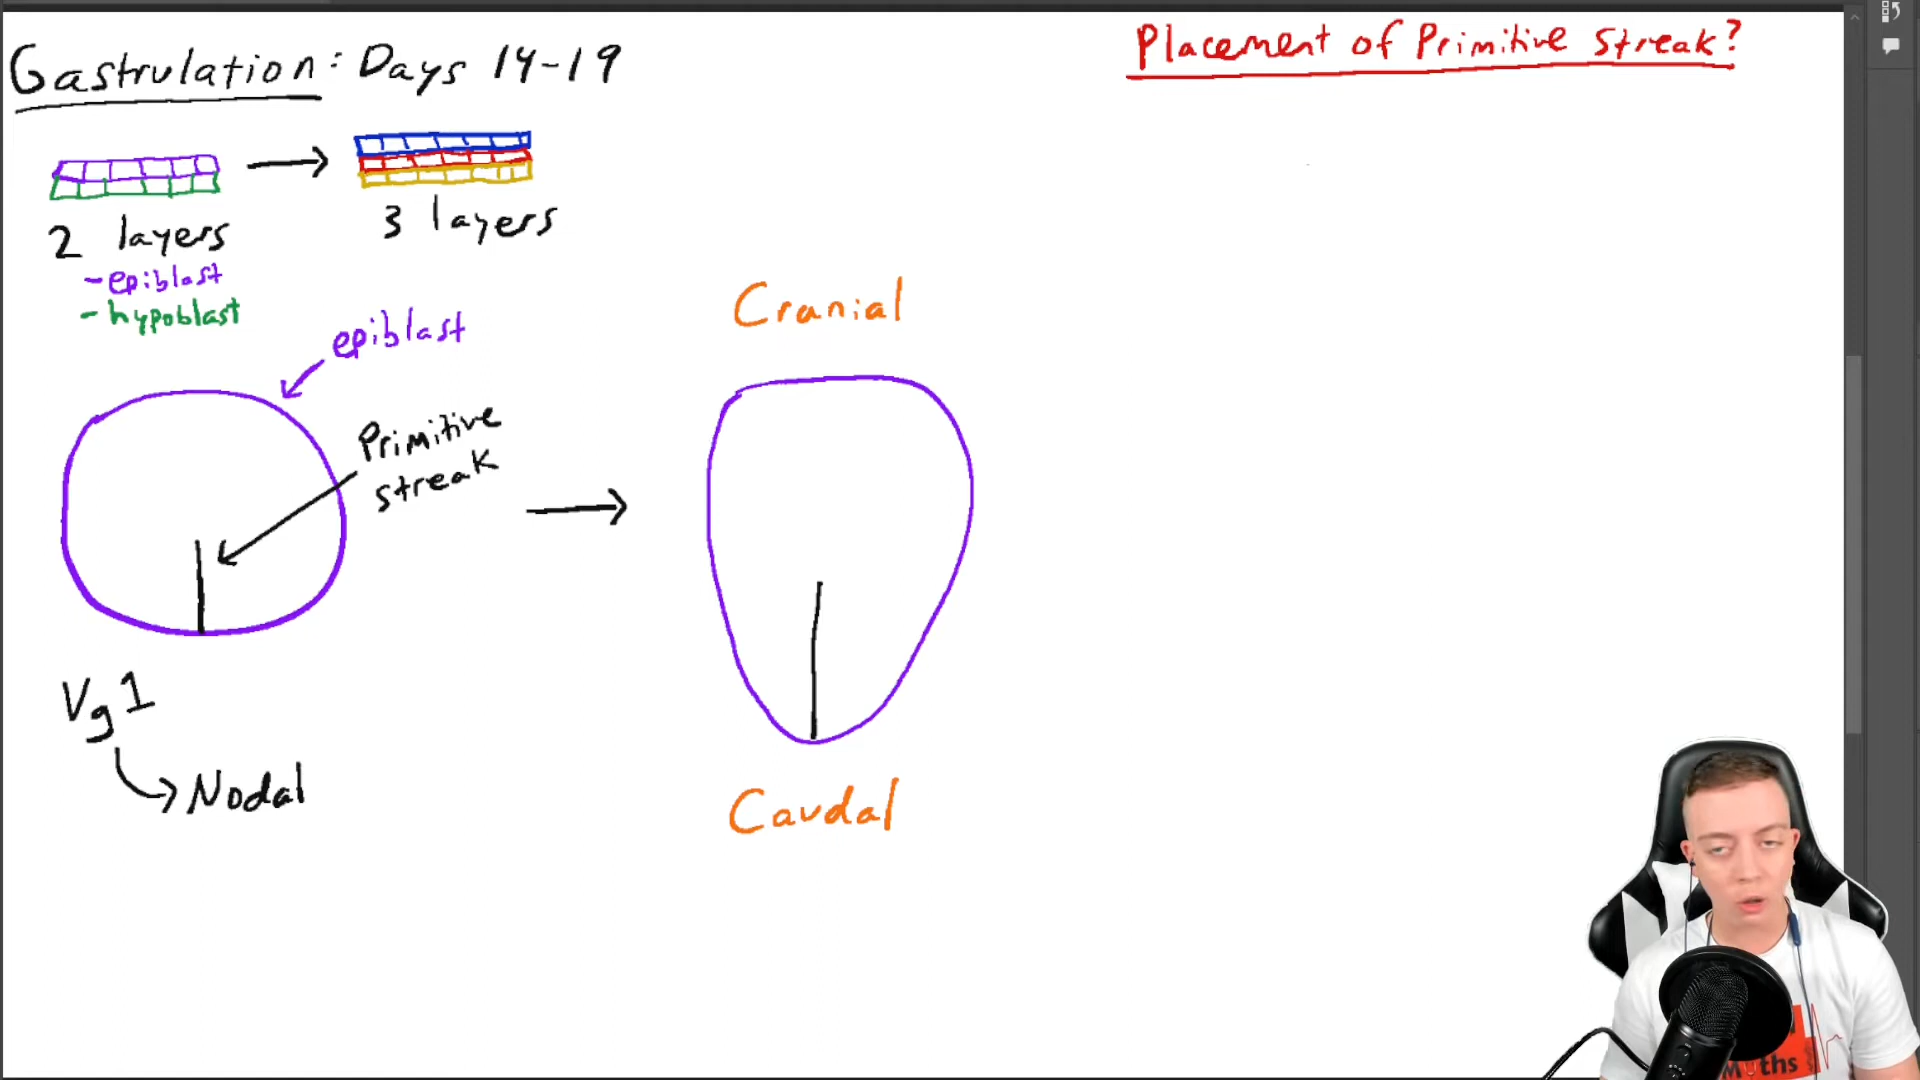 Gastrulation: Days 14-19
Placement of Primitive Streak?
2 layers
- epiblast
- hypoblast
3 layers
epiblast
Primitive
streak
Cranial
Caudal
Vg1
Nodal